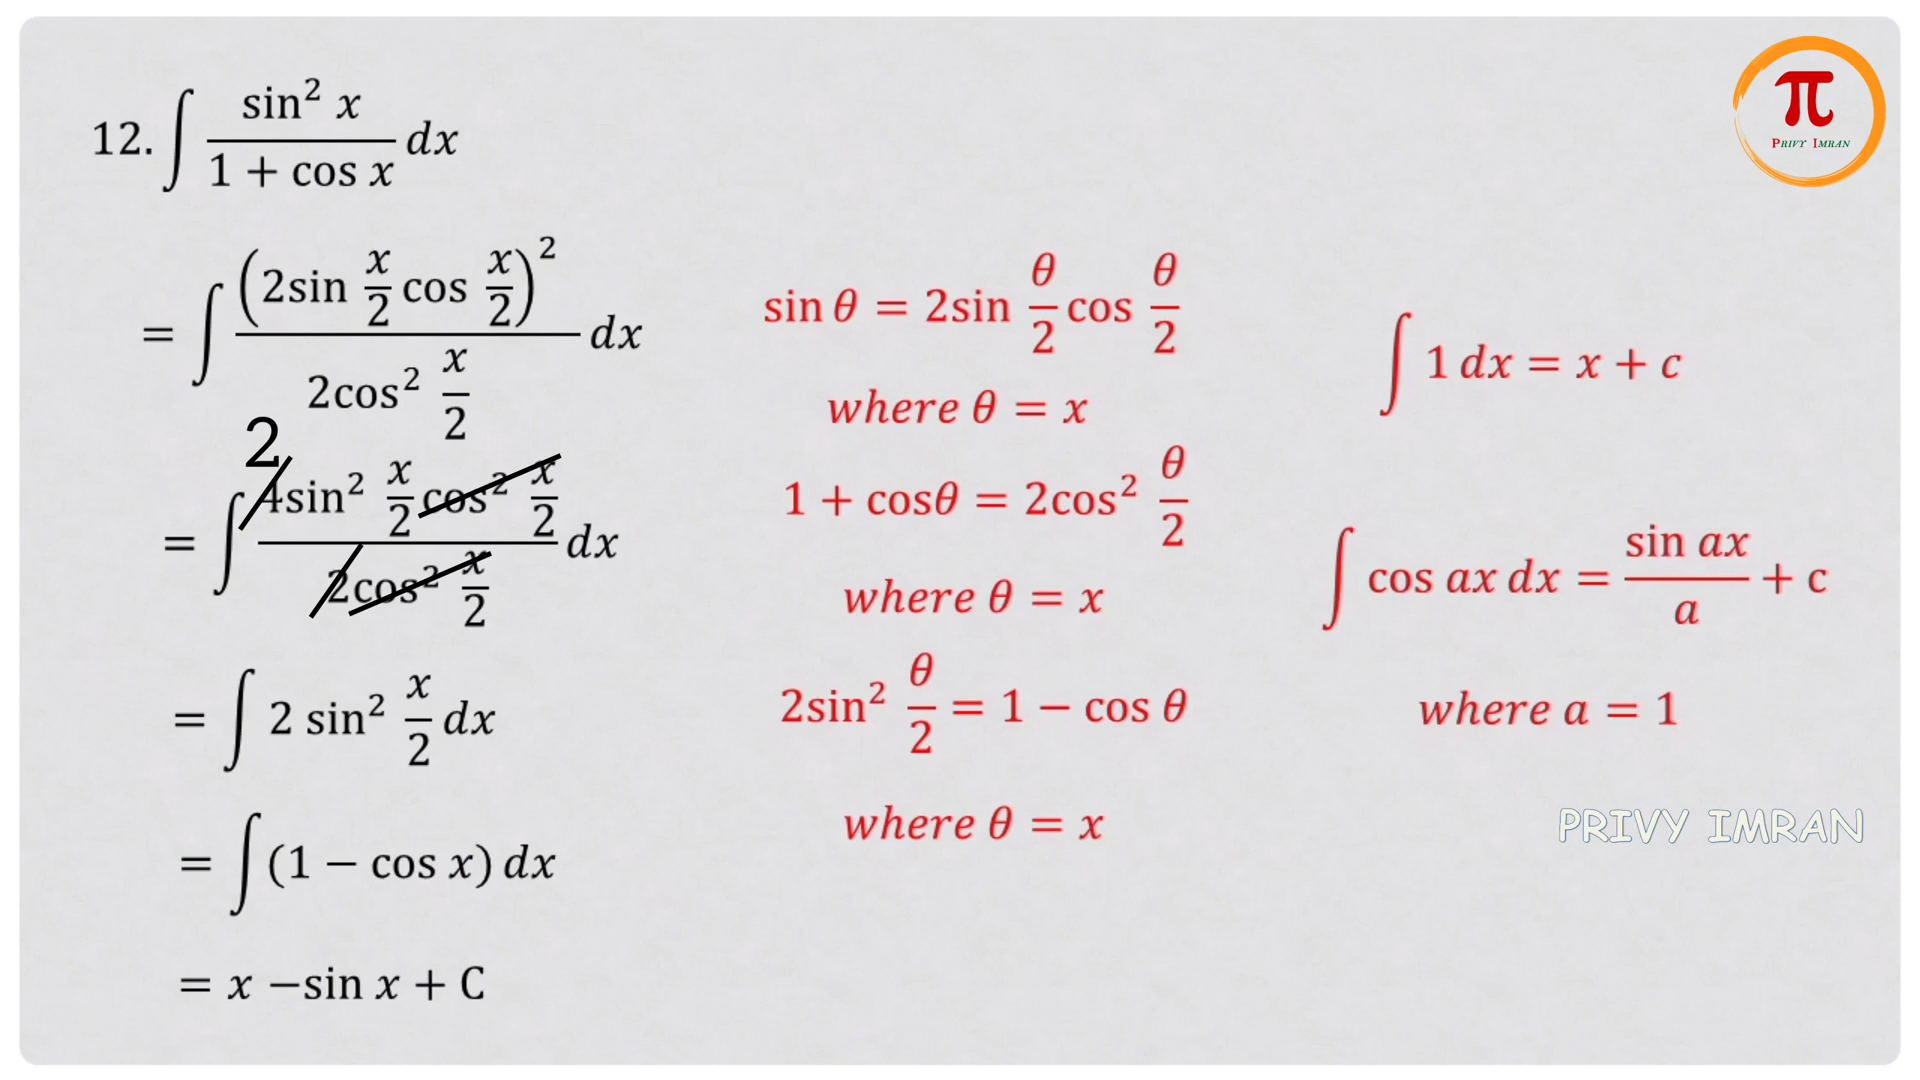 12. ∫ sin² x / (1 + cos x) dx
= ∫ (2sin x/2 cos x/2)² / 2cos² x/2 dx
2
= ∫ 4sin² x/2 cos² x/2 / 2cos² x/2 dx
= ∫ 2 sin² x/2 dx
= ∫ (1 − cos x) dx
= x −sin x + C
sin θ = 2sin θ/2 cos θ/2
where θ = x
1 + cosθ = 2cos² θ/2
where θ = x
2sin² θ/2 = 1 − cos θ
where θ = x
∫ 1 dx = x + c
∫ cos ax dx = sin ax / a + c
where a = 1
π
PRIVY IMRAN
PRIVY IMRAN